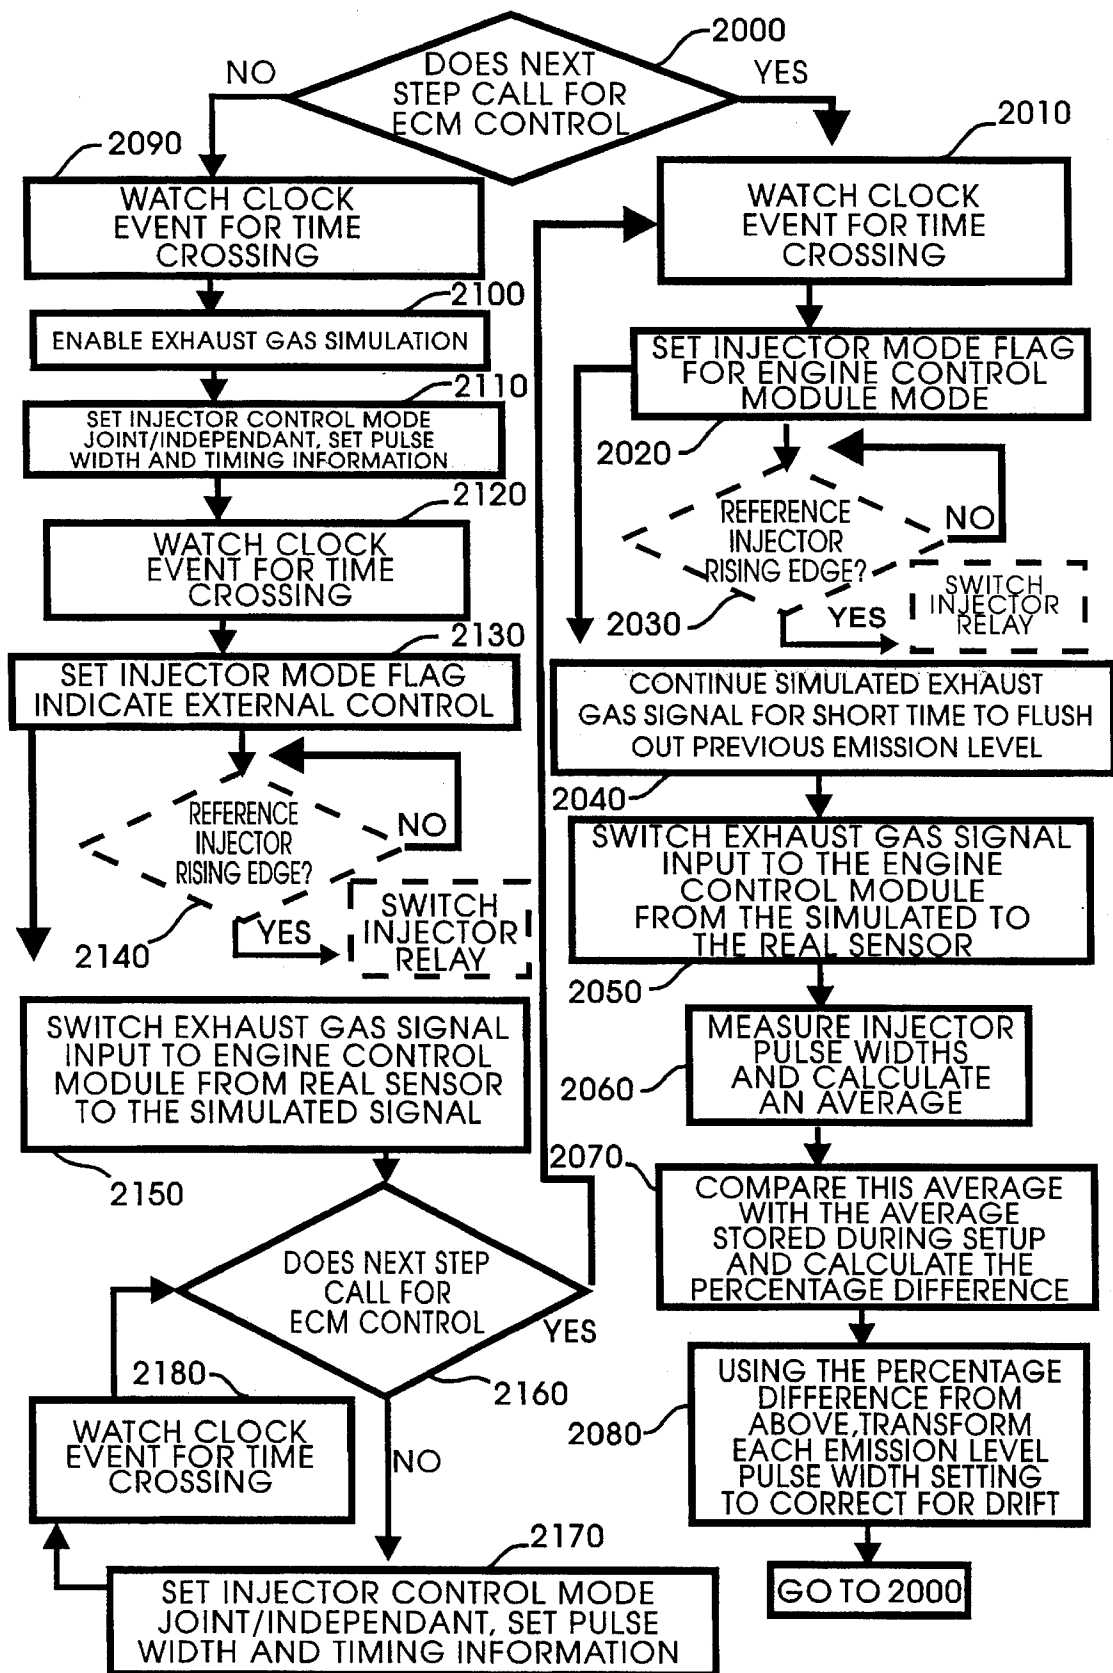 2000
DOES NEXT
STEP CALL FOR
ECM CONTROL
NO
YES
2090
WATCH CLOCK
EVENT FOR TIME
CROSSING
2100
ENABLE EXHAUST GAS SIMULATION
2110
SET INJECTOR CONTROL MODE
JOINT/INDEPENDANT, SET PULSE
WIDTH AND TIMING INFORMATION
2120
WATCH CLOCK
EVENT FOR TIME
CROSSING
2130
SET INJECTOR MODE FLAG
INDICATE EXTERNAL CONTROL
REFERENCE
INJECTOR
RISING EDGE?
NO
2140
YES
SWITCH
INJECTOR
RELAY
SWITCH EXHAUST GAS SIGNAL
INPUT TO ENGINE CONTROL
MODULE FROM REAL SENSOR
TO THE SIMULATED SIGNAL
2150
DOES NEXT STEP
CALL FOR
ECM CONTROL
YES
2160
2180
WATCH CLOCK
EVENT FOR TIME
CROSSING
NO
2170
SET INJECTOR CONTROL MODE
JOINT/INDEPENDANT, SET PULSE
WIDTH AND TIMING INFORMATION
2010
WATCH CLOCK
EVENT FOR TIME
CROSSING
SET INJECTOR MODE FLAG
FOR ENGINE CONTROL
MODULE MODE
2020
REFERENCE
INJECTOR
RISING EDGE?
NO
2030
YES
SWITCH
INJECTOR
RELAY
CONTINUE SIMULATED EXHAUST
GAS SIGNAL FOR SHORT TIME TO FLUSH
OUT PREVIOUS EMISSION LEVEL
2040
SWITCH EXHAUST GAS SIGNAL
INPUT TO THE ENGINE
CONTROL MODULE
FROM THE SIMULATED TO
THE REAL SENSOR
2050
MEASURE INJECTOR
PULSE WIDTHS
AND CALCULATE
AN AVERAGE
2060
2070
COMPARE THIS AVERAGE
WITH THE AVERAGE
STORED DURING SETUP
AND CALCULATE THE
PERCENTAGE DIFFERENCE
2080
USING THE PERCENTAGE
DIFFERENCE FROM
ABOVE,TRANSFORM
EACH EMISSION LEVEL
PULSE WIDTH SETTING
TO CORRECT FOR DRIFT
GO TO 2000